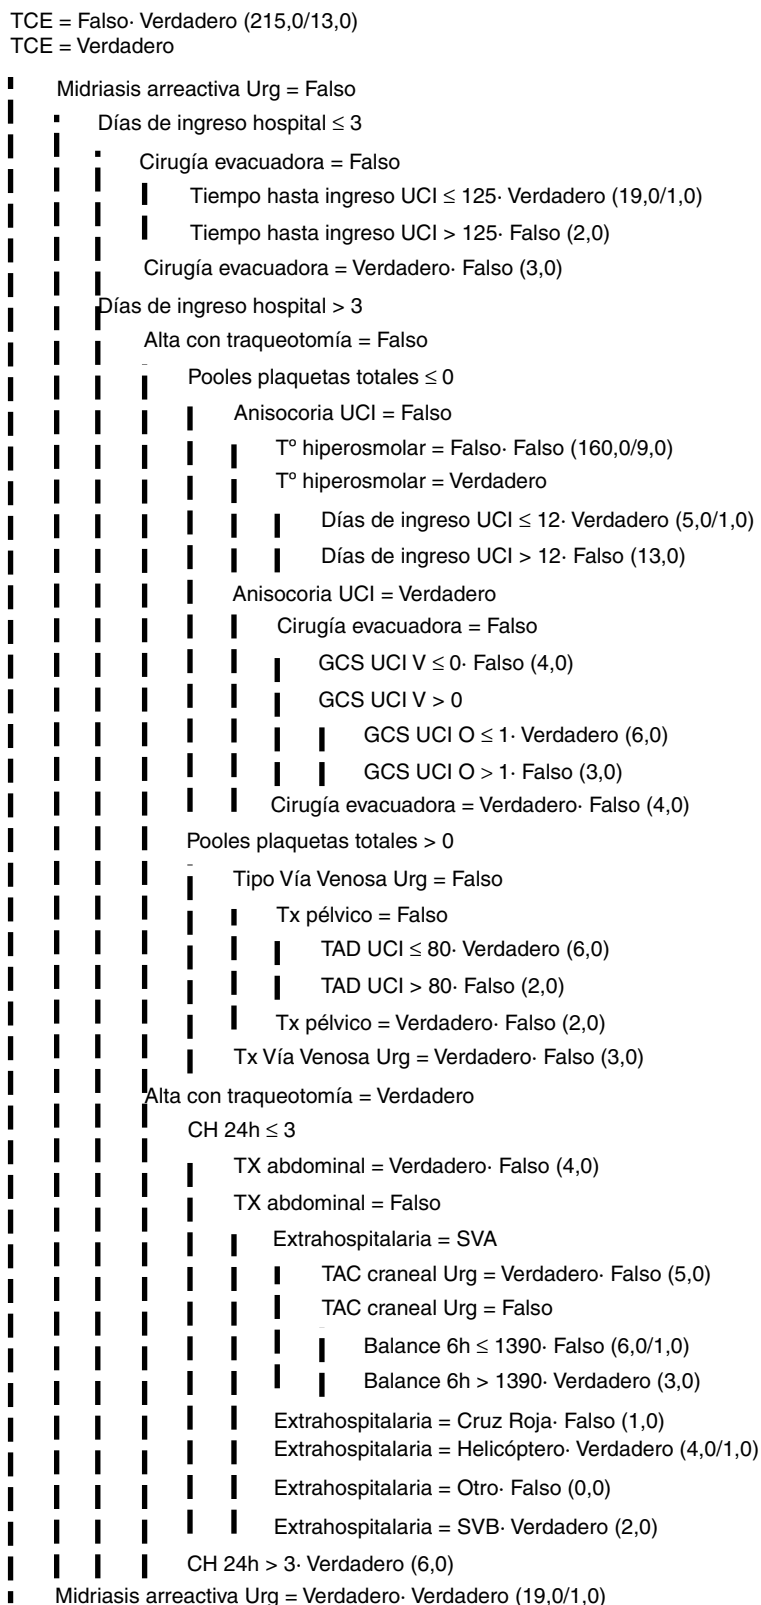 TCE = Falso· Verdadero (215,0/13,0)
TCE = Verdadero
Midriasis arreactiva Urg = Falso
Días de ingreso hospital ≤ 3
Cirugía evacuadora = Falso
Tiempo hasta ingreso UCI ≤ 125· Verdadero (19,0/1,0)
Tiempo hasta ingreso UCI > 125· Falso (2,0)
Cirugía evacuadora = Verdadero· Falso (3,0)
Días de ingreso hospital > 3
Alta con traqueotomía = Falso
Pooles plaquetas totales ≤ 0
Anisocoria UCI = Falso
Tº hiperosmolar = Falso· Falso (160,0/9,0)
Tº hiperosmolar = Verdadero
Días de ingreso UCI ≤ 12· Verdadero (5,0/1,0)
Días de ingreso UCI > 12· Falso (13,0)
Anisocoria UCI = Verdadero
Cirugía evacuadora = Falso
GCS UCI V ≤ 0· Falso (4,0)
GCS UCI V > 0
GCS UCI O ≤ 1· Verdadero (6,0)
GCS UCI O > 1· Falso (3,0)
Cirugía evacuadora = Verdadero· Falso (4,0)
Pooles plaquetas totales > 0
Tipo Vía Venosa Urg = Falso
Tx pélvico = Falso
TAD UCI ≤ 80· Verdadero (6,0)
TAD UCI > 80· Falso (2,0)
Tx pélvico = Verdadero· Falso (2,0)
Tx Vía Venosa Urg = Verdadero· Falso (3,0)
Alta con traqueotomía = Verdadero
CH 24h ≤ 3
TX abdominal = Verdadero· Falso (4,0)
TX abdominal = Falso
Extrahospitalaria = SVA
TAC craneal Urg = Verdadero· Falso (5,0)
TAC craneal Urg = Falso
Balance 6h ≤ 1390· Falso (6,0/1,0)
Balance 6h > 1390· Verdadero (3,0)
Extrahospitalaria = Cruz Roja· Falso (1,0)
Extrahospitalaria = Helicóptero· Verdadero (4,0/1,0)
Extrahospitalaria = Otro· Falso (0,0)
Extrahospitalaria = SVB· Verdadero (2,0)
CH 24h > 3· Verdadero (6,0)
Midriasis arreactiva Urg = Verdadero· Verdadero (19,0/1,0)